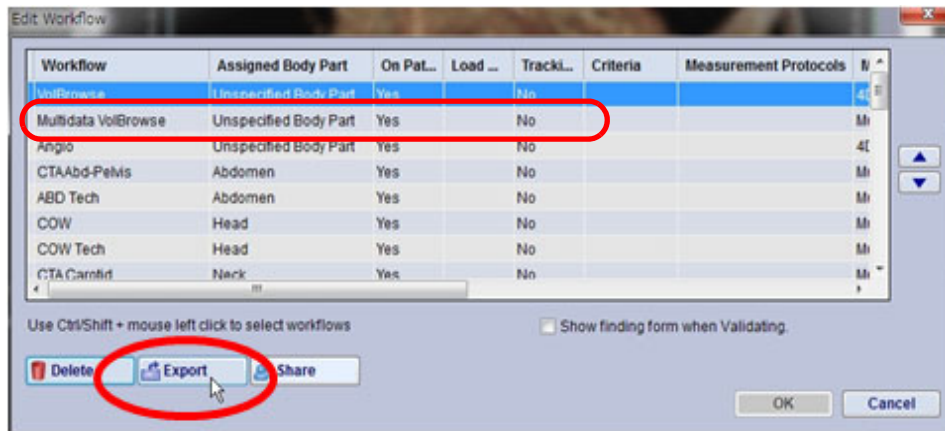 Edit Workflow
Workflow Assigned Body Part On Pat... Load ... Tracki... Criteria Measurement Protocols
VolBrowse Unspecified Body Part Yes No
Multidata VolBrowse Unspecified Body Part Yes No
Angio Unspecified Body Part Yes No
CTAAbd-Pelvis Abdomen Yes No
ABD Tech Abdomen Yes No
COW Head Yes No
COW Tech Head Yes No
CTA Carotid Neck Yes No
Use Ctrl/Shift + mouse left click to select workflows Show finding form when Validating.
Delete Export Share
OK Cancel